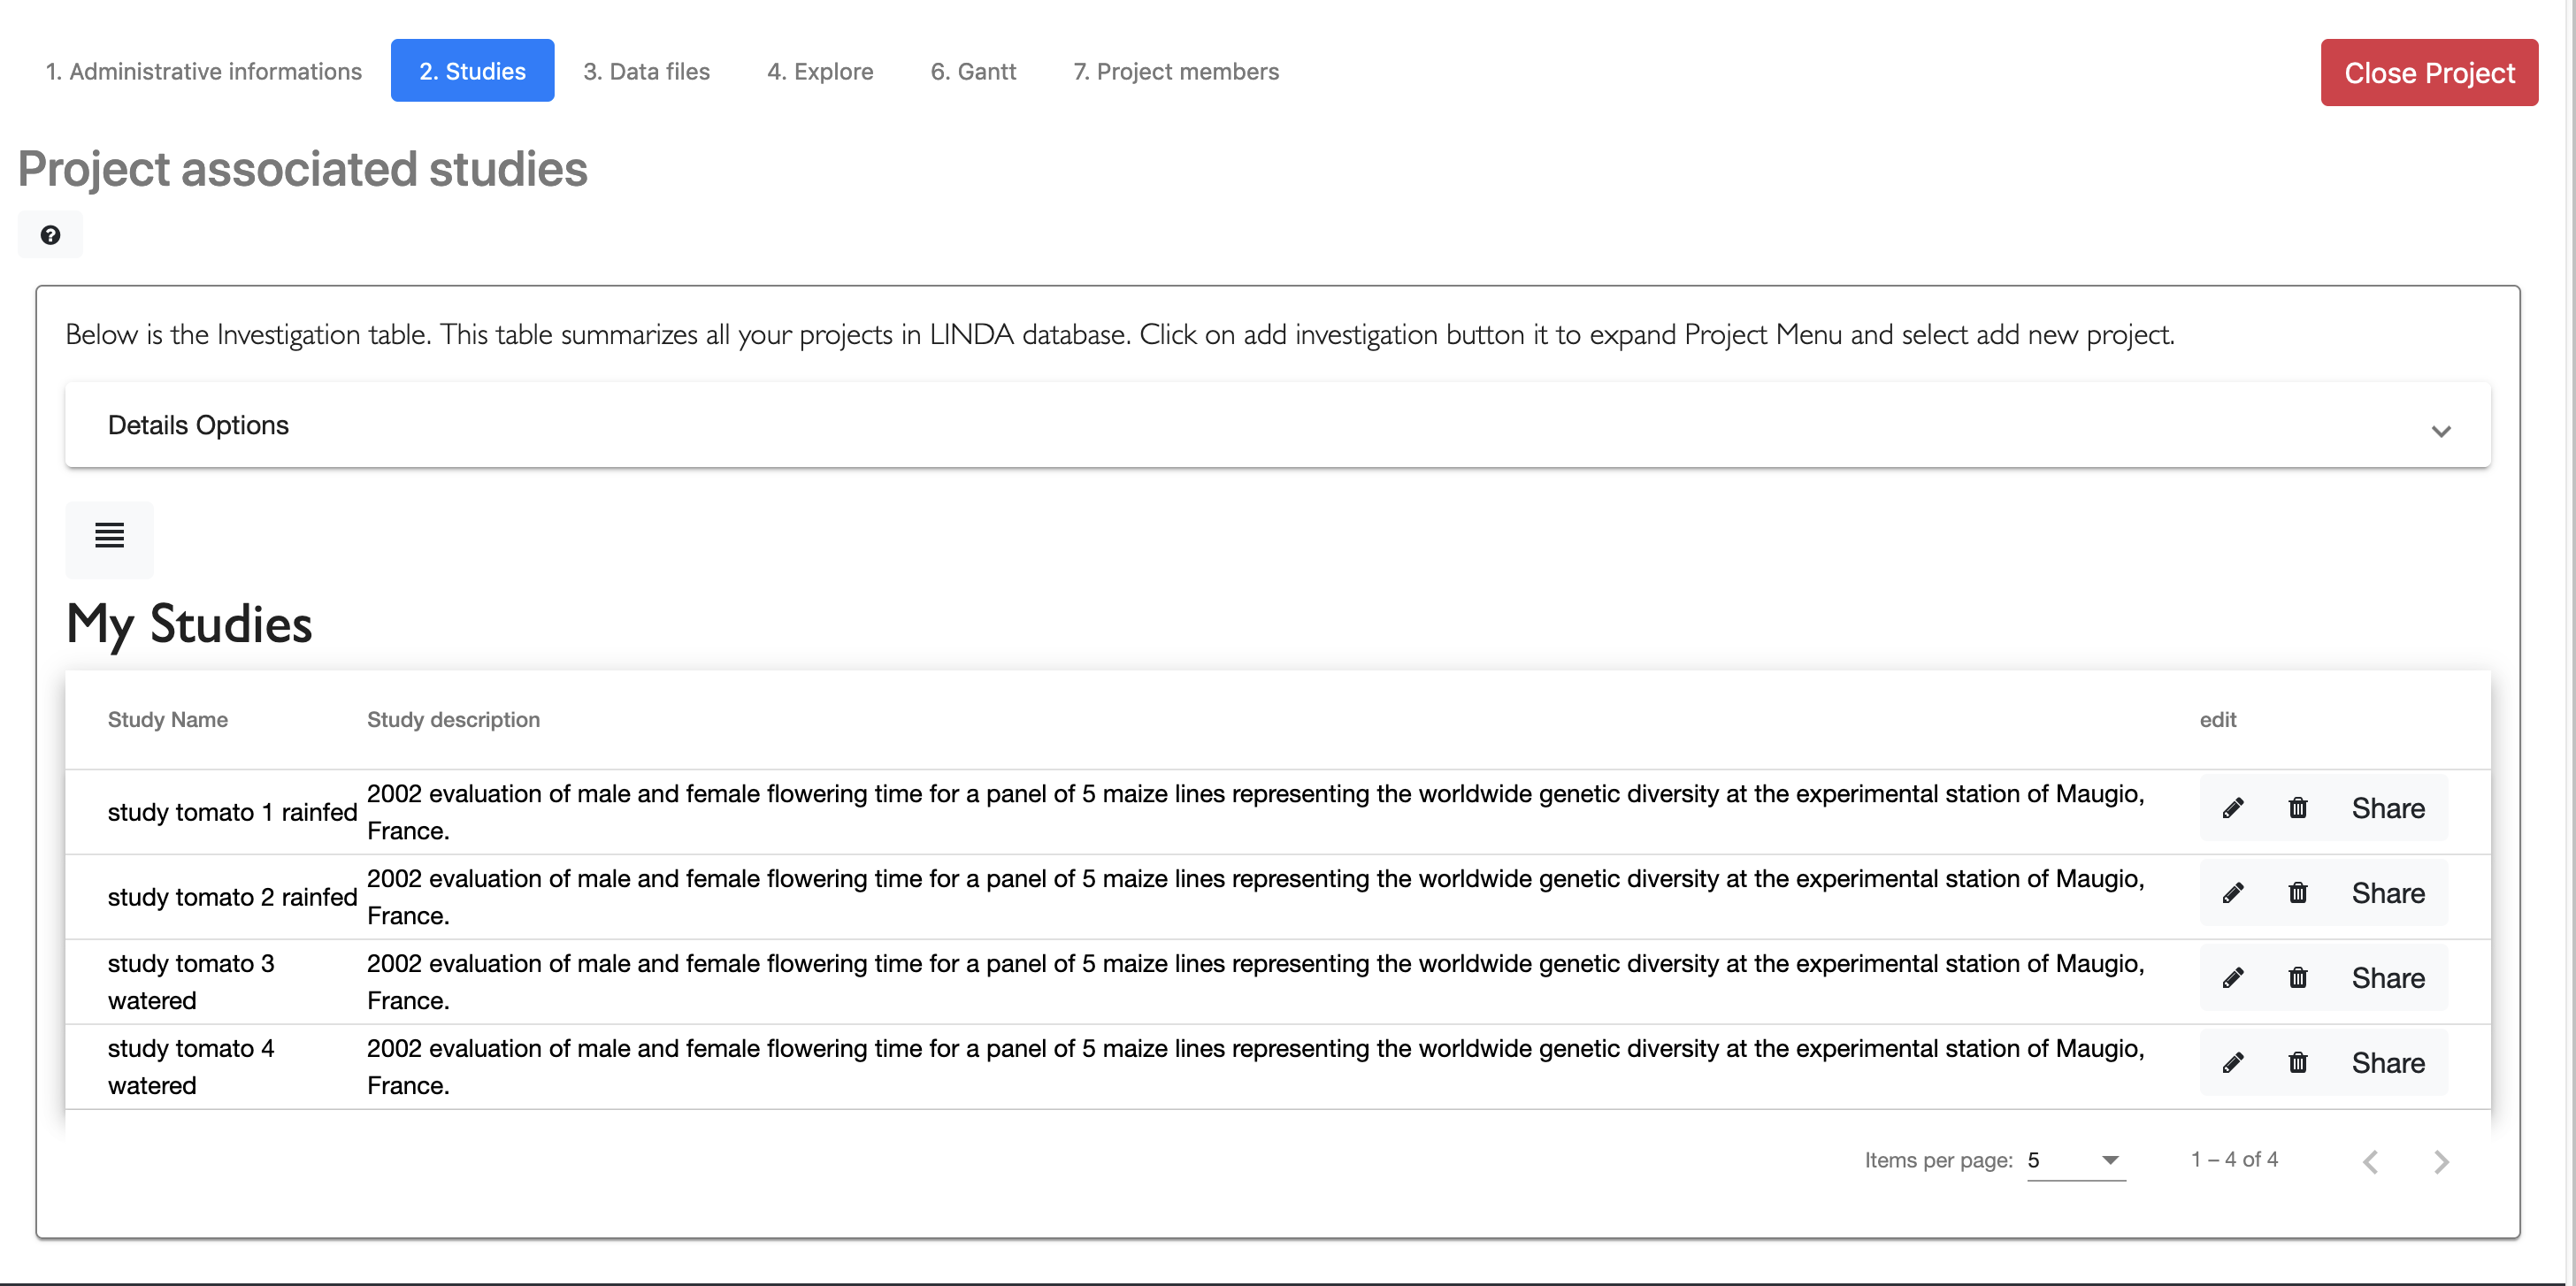 1. Administrative informations 2. Studies 3. Data files 4. Explore 6. Gantt 7. Project members Close Project
Project associated studies
Below is the Investigation table. This table summarizes all your projects in LINDA database. Click on add investigation button it to expand Project Menu and select add new project.
Details Options
My Studies
Study Name Study description edit
study tomato 1 rainfed 2002 evaluation of male and female flowering time for a panel of 5 maize lines representing the worldwide genetic diversity at the experimental station of Maugio, Share
France.
study tomato 2 rainfed 2002 evaluation of male and female flowering time for a panel of 5 maize lines representing the worldwide genetic diversity at the experimental station of Maugio, Share
France.
study tomato 3 2002 evaluation of male and female flowering time for a panel of 5 maize lines representing the worldwide genetic diversity at the experimental station of Maugio, Share
watered France.
study tomato 4 2002 evaluation of male and female flowering time for a panel of 5 maize lines representing the worldwide genetic diversity at the experimental station of Maugio, Share
watered France.
Items per page: 5 1 – 4 of 4